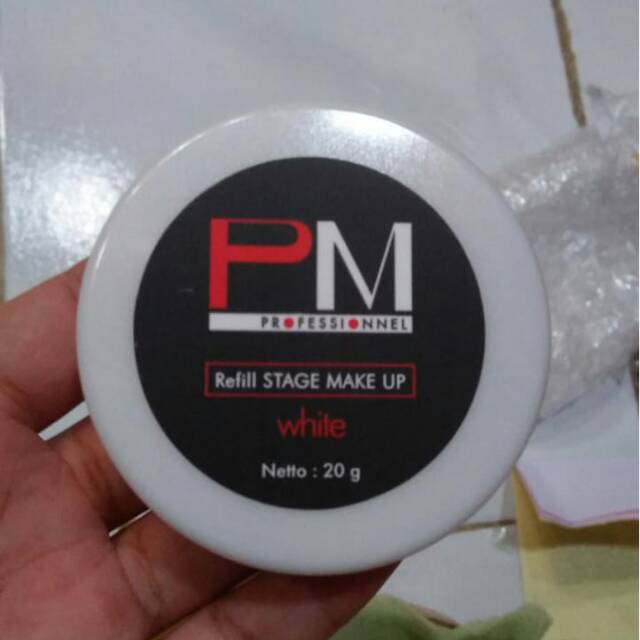 PM
PROFESSIONNEL
Refill STAGE MAKE UP
white
Netto : 20 g